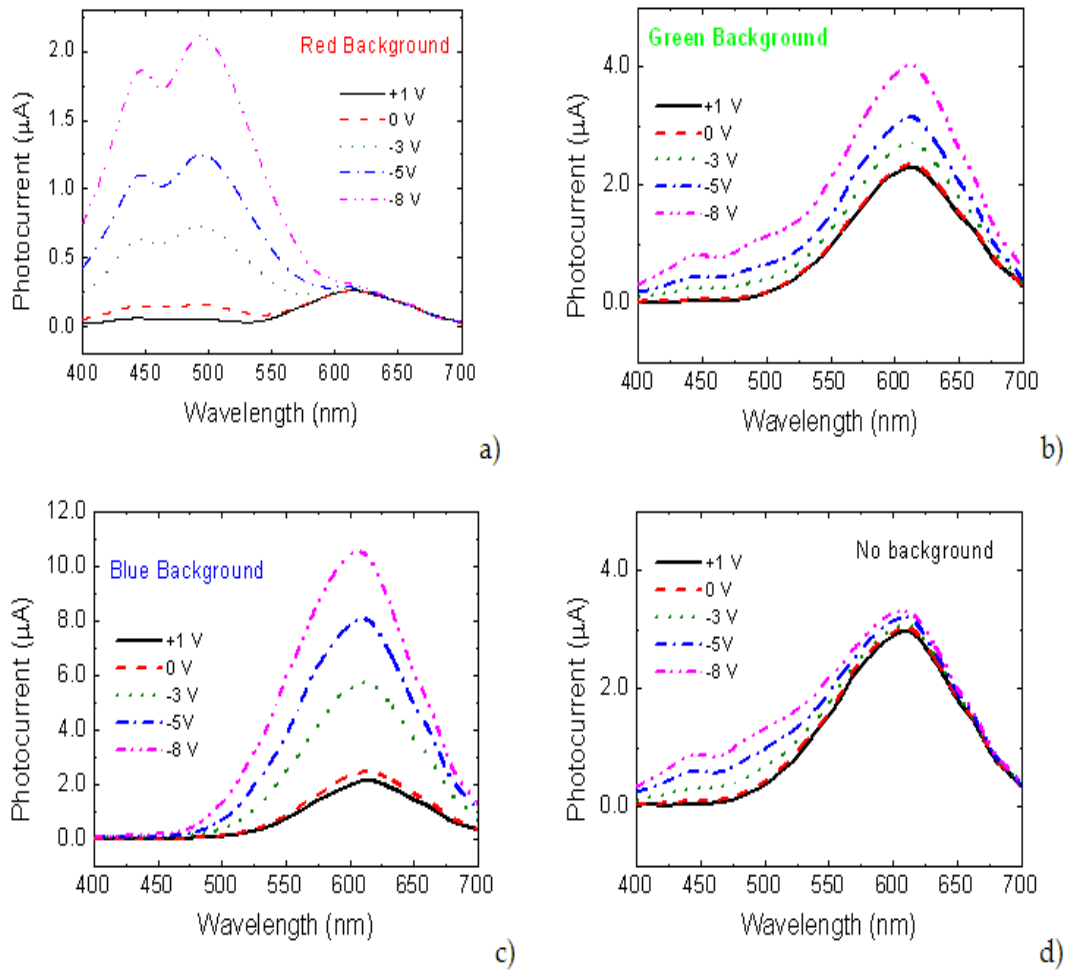 Red Background
Photocurrent (µA)
2.0
1.5
1.0
0.5
0.0
+1 V
0 V
-3 V
-5 V
-8 V
400 450 500 550 600 650 700
Wavelength (nm)
a)
Green Background
Photocurrent (µA)
4.0
2.0
0.0
+1 V
0 V
-3 V
-5V
-8 V
400 450 500 550 600 650 700
Wavelength (nm)
b)
Blue Background
Photocurrent (µA)
12.0
10.0
8.0
6.0
4.0
2.0
0.0
+1 V
0 V
-3 V
-5V
-8 V
400 450 500 550 600 650 700
Wavelength (nm)
c)
No background
Photocurrent (µA)
4.0
2.0
0.0
+1 V
0 V
-3 V
-5V
-8 V
400 450 500 550 600 650 700
Wavelength (nm)
d)